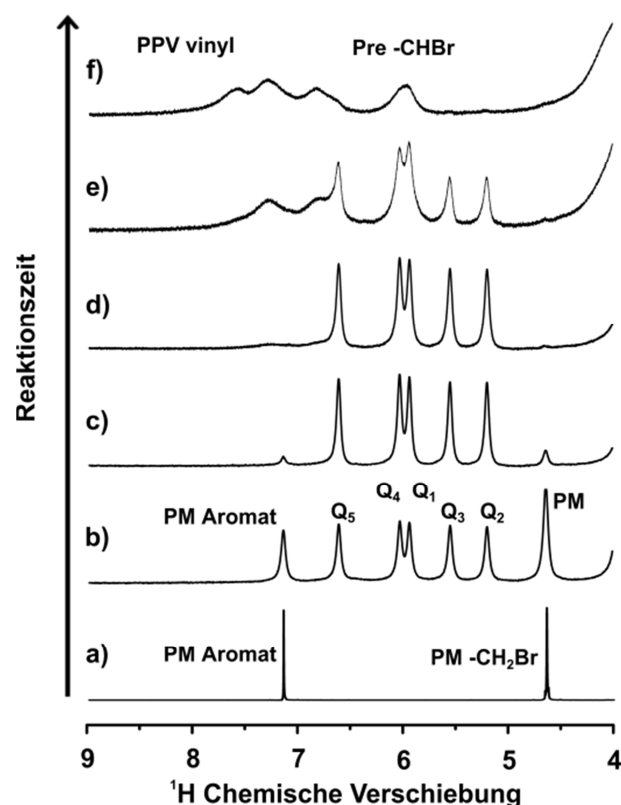 PPV vinyl Pre -CHBr
f)
e)
d)
c)
Q₄ Q₁ PM
PM Aromat Q₅ Q₃ Q₂
b)
PM Aromat PM -CH₂Br
a)
Reaktionszeit
9 8 7 6 5 4
¹H Chemische Verschiebung